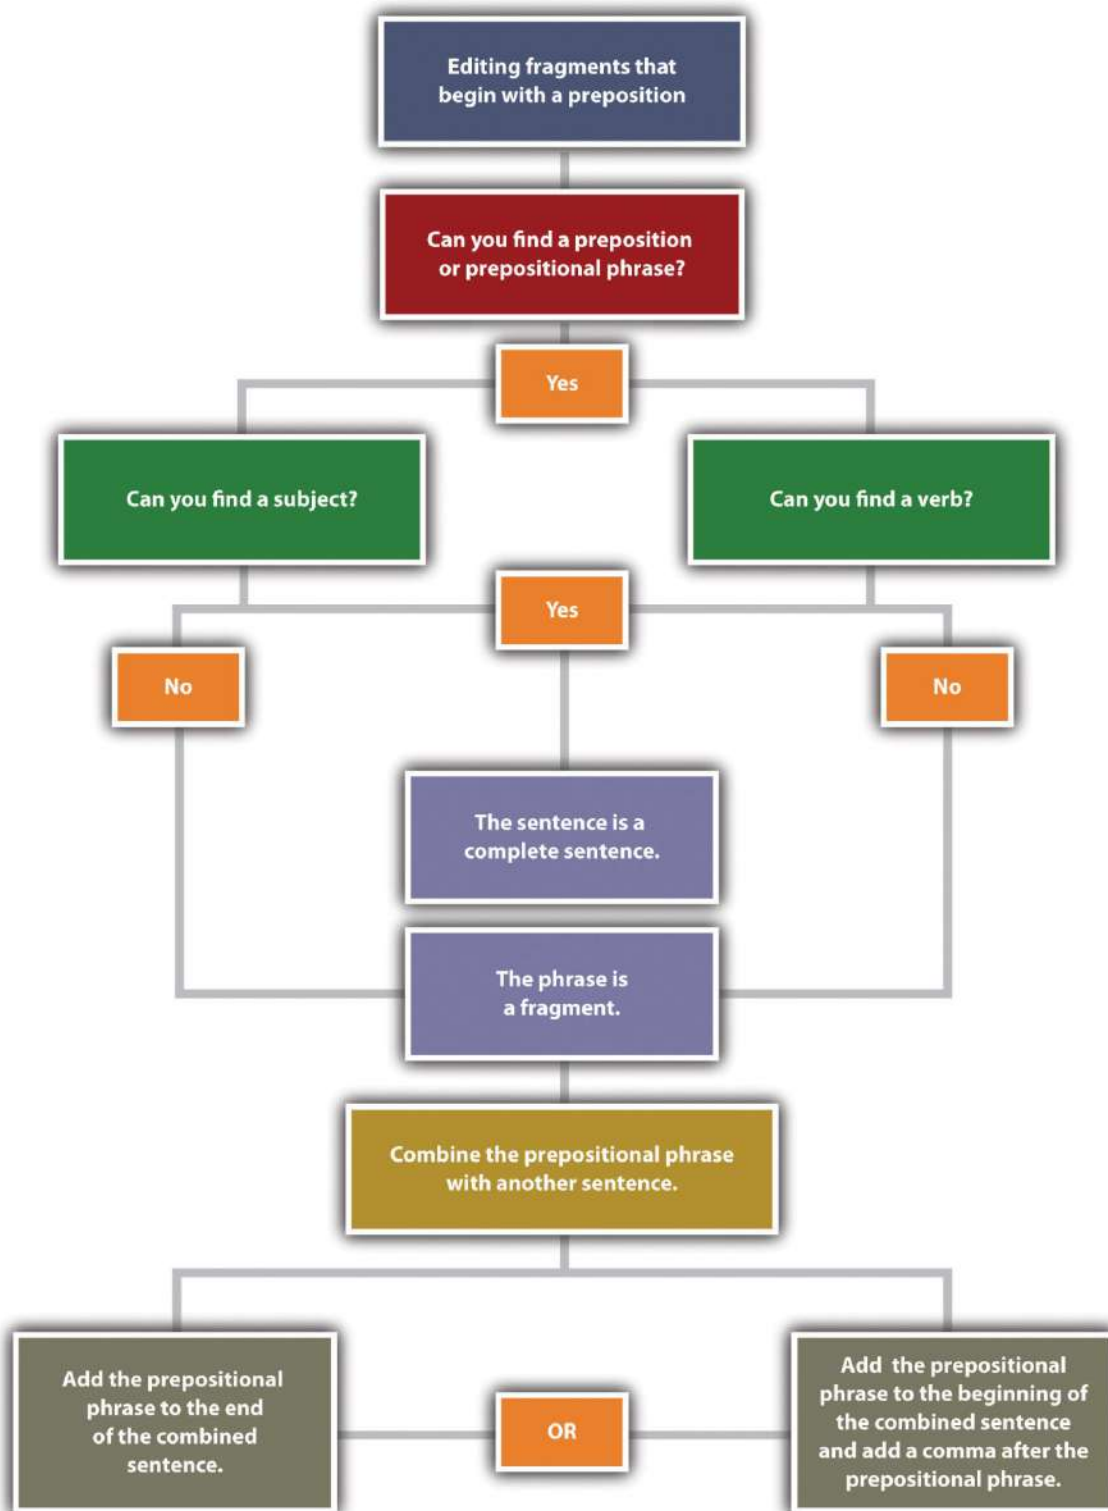 Editing fragments that
begin with a preposition
Can you find a preposition
or prepositional phrase?
Yes
Can you find a subject?
Can you find a verb?
Yes
No
No
The sentence is a
complete sentence.
The phrase is
a fragment.
Combine the prepositional phrase
with another sentence.
Add the prepositional
phrase to the end
of the combined
sentence.
OR
Add the prepositional
phrase to the beginning of
the combined sentence
and add a comma after the
prepositional phrase.